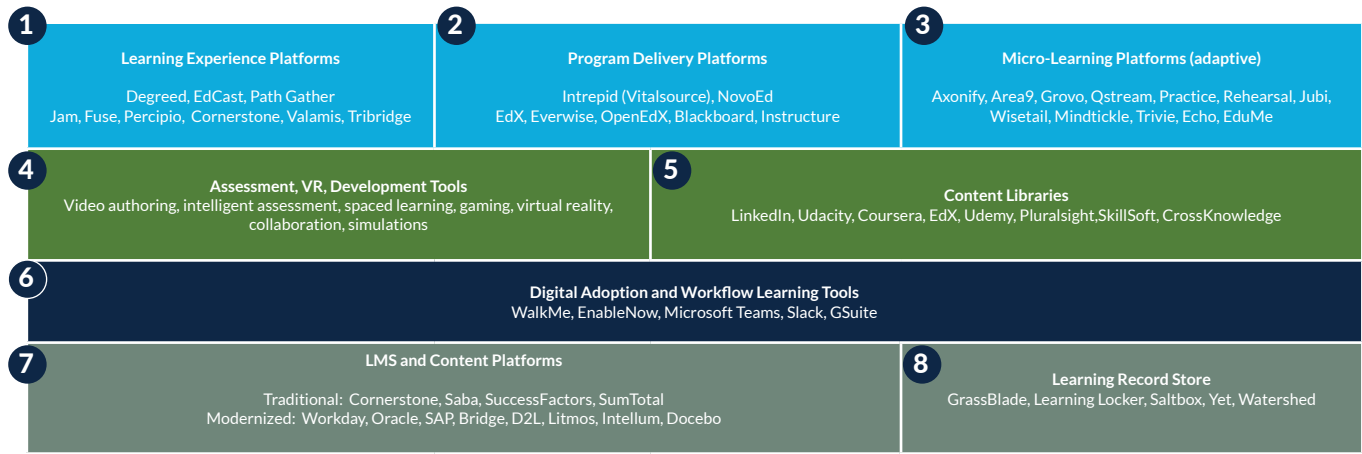 1
Learning Experience Platforms
Degreed, EdCast, Path Gather
Jam, Fuse, Percipio, Cornerstone, Valamis, Tribridge
2
Program Delivery Platforms
Intrepid (Vitalsource), NovoEd
EdX, Everwise, OpenEdX, Blackboard, Instructure
3
Micro-Learning Platforms (adaptive)
Axonify, Area9, Grovo, Qstream, Practice, Rehearsal, Jubi,
Wisetail, Mindtickle, Trivie, Echo, EduMe
4
Assessment, VR, Development Tools
Video authoring, intelligent assessment, spaced learning, gaming, virtual reality,
collaboration, simulations
5
Content Libraries
LinkedIn, Udacity, Coursera, EdX, Udemy, Pluralsight,SkillSoft, CrossKnowledge
6
Digital Adoption and Workflow Learning Tools
WalkMe, EnableNow, Microsoft Teams, Slack, GSuite
7
LMS and Content Platforms
Traditional: Cornerstone, Saba, SuccessFactors, SumTotal
Modernized: Workday, Oracle, SAP, Bridge, D2L, Litmos, Intellum, Docebo
8
Learning Record Store
GrassBlade, Learning Locker, Saltbox, Yet, Watershed